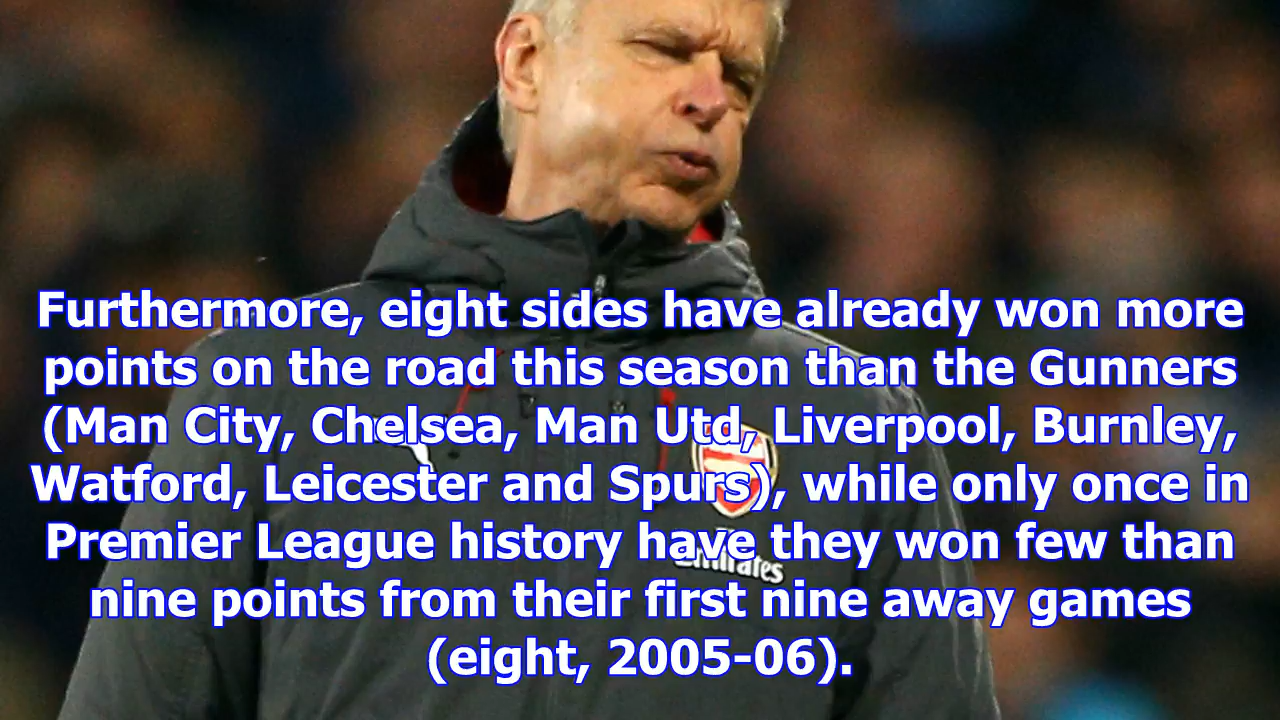 Furthermore, eight sides have already won more
points on the road this season than the Gunners
(Man City, Chelsea, Man Utd, Liverpool, Burnley,
Watford, Leicester and Spurs), while only once in
Premier League history have they won few than
nine points from their first nine away games
(eight, 2005-06).
Emirates